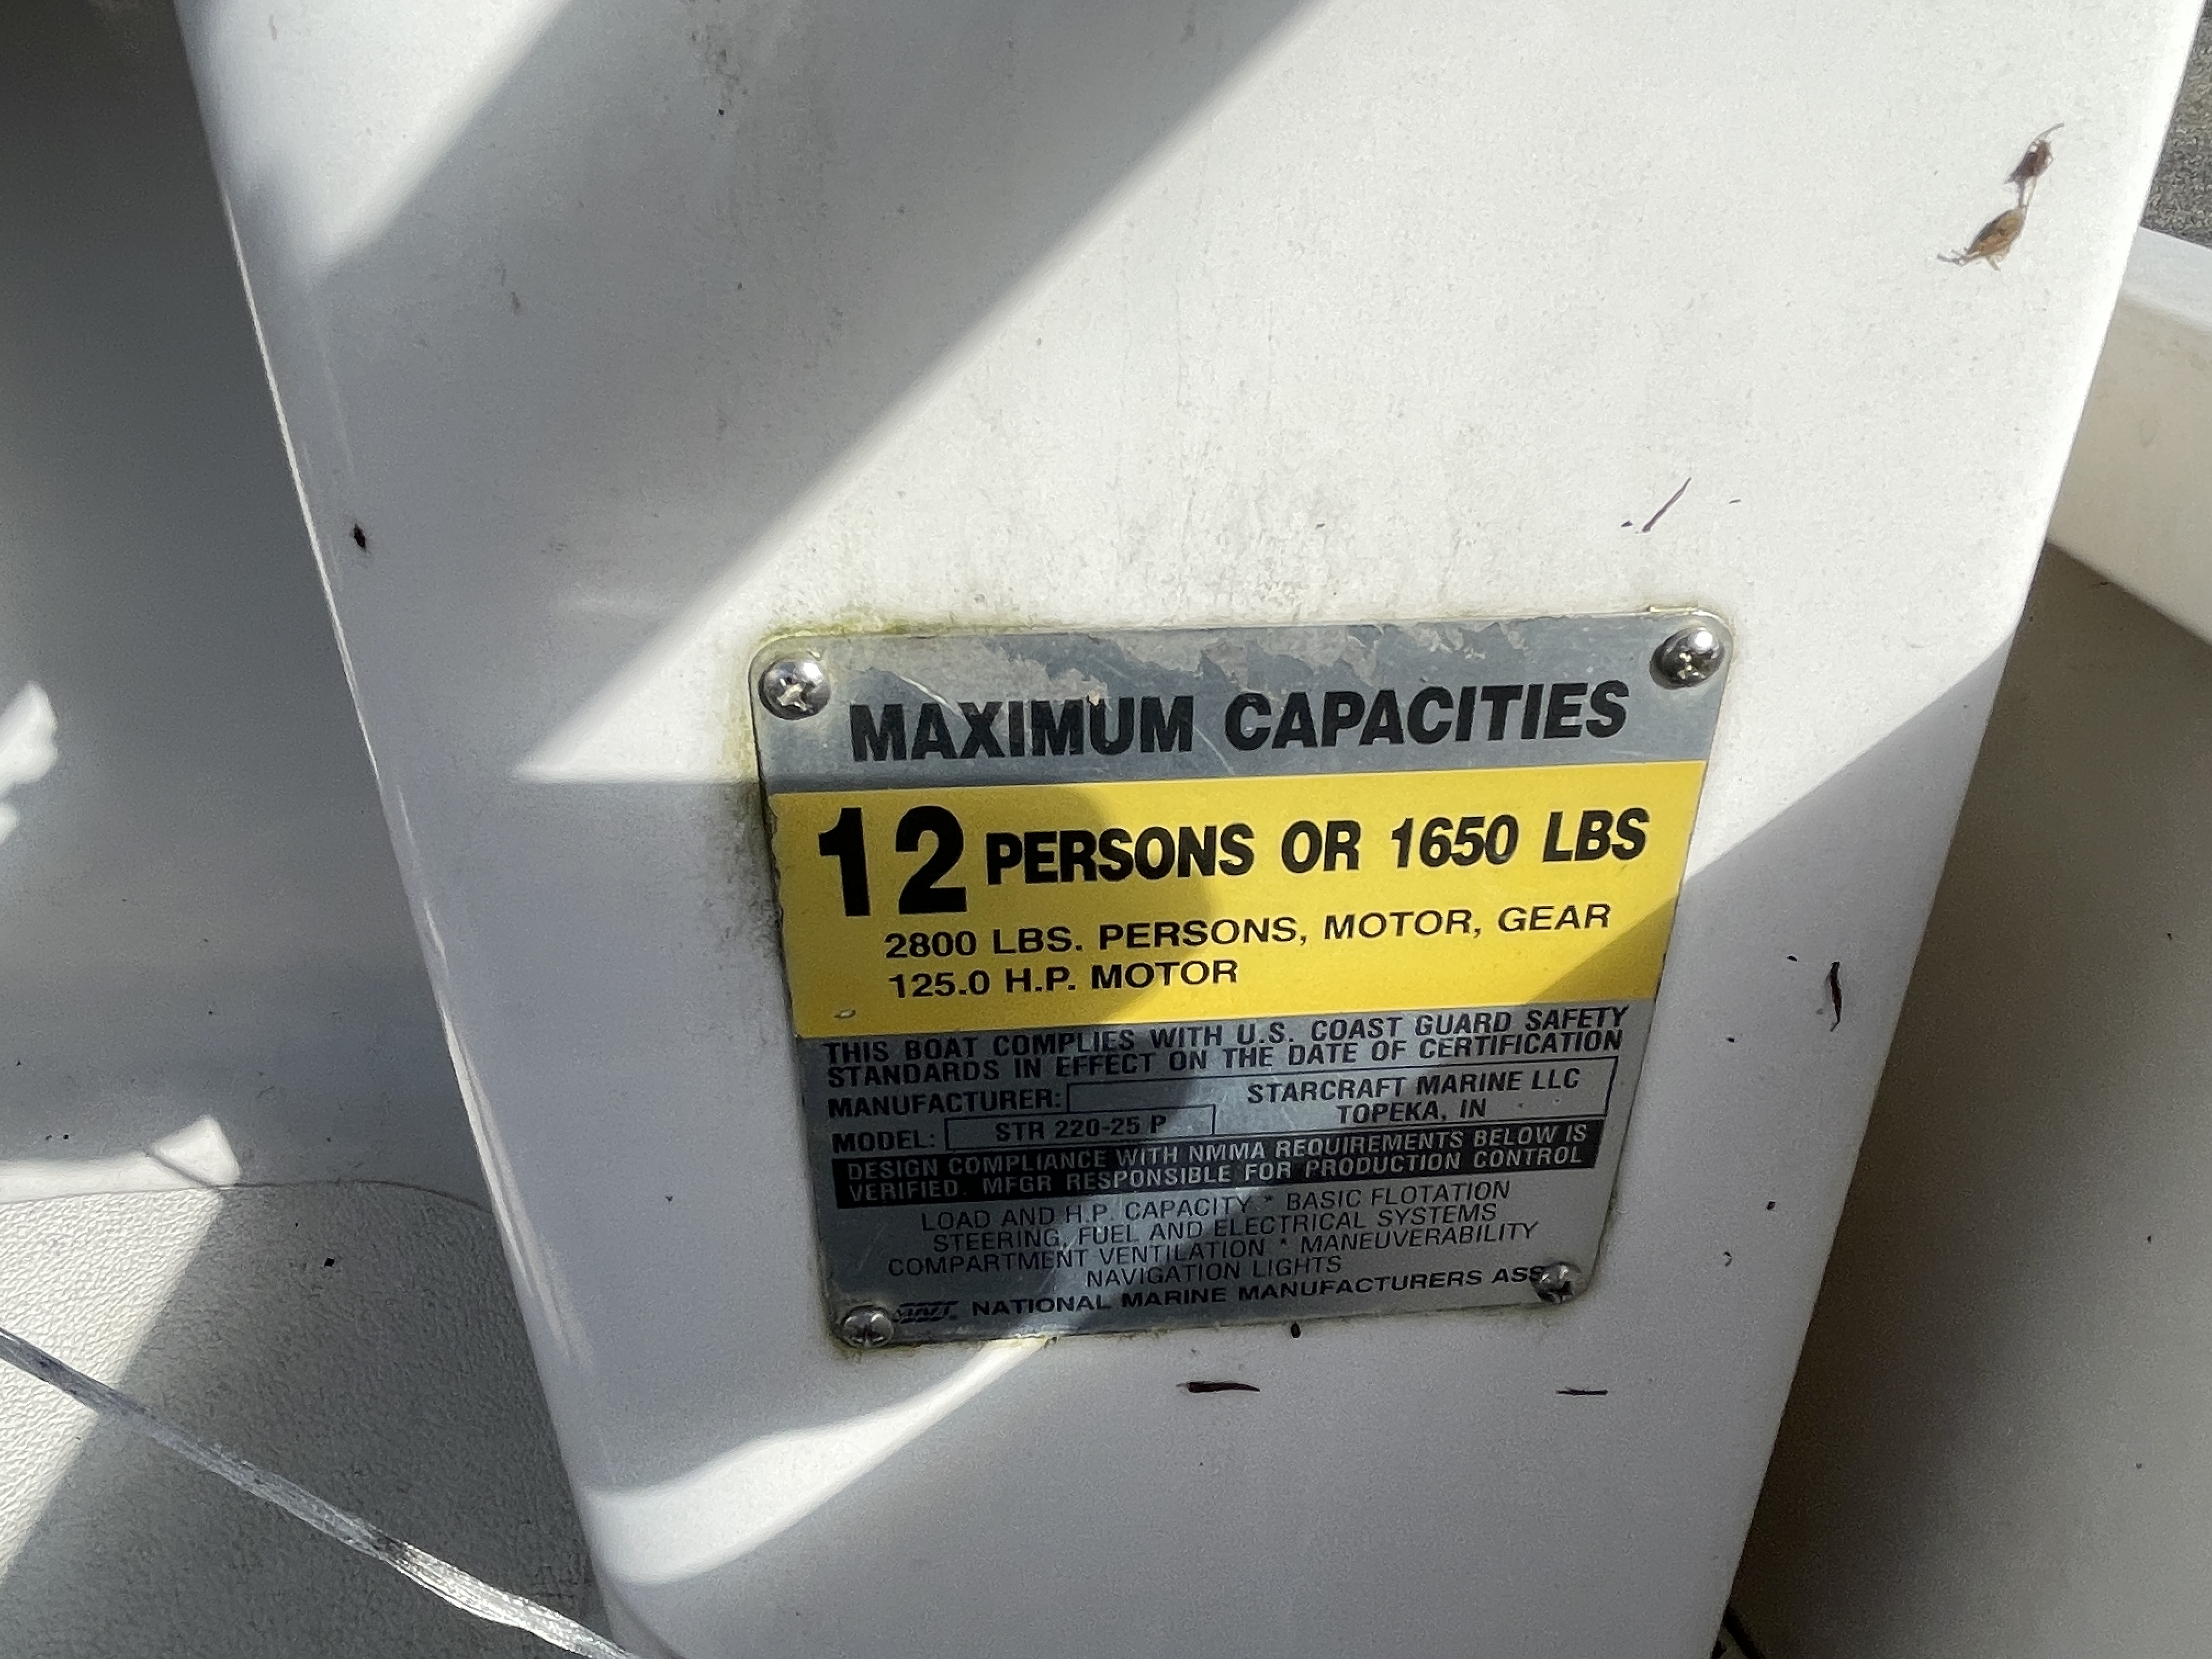 MAXIMUM CAPACITIES
12 PERSONS OR 1650 LBS
2800 LBS. PERSONS, MOTOR, GEAR
125.0 H.P. MOTOR
THIS BOAT COMPLIES WITH U.S. COAST GUARD SAFETY
STANDARDS IN EFFECT ON THE DATE OF CERTIFICATION
MANUFACTURER: STARCRAFT MARINE LLC
TOPEKA, IN
MODEL: STR 220-25 P
DESIGN COMPLIANCE WITH NMMA REQUIREMENTS BELOW IS
VERIFIED. MFGR RESPONSIBLE FOR PRODUCTION CONTROL
LOAD AND H.P. CAPACITY * BASIC FLOTATION
STEERING, FUEL AND ELECTRICAL SYSTEMS
COMPARTMENT VENTILATION * MANEUVERABILITY
NAVIGATION LIGHTS
NATIONAL MARINE MANUFACTURERS ASS